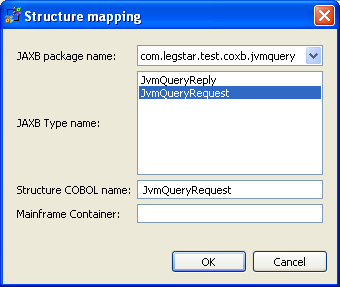 Structure mapping
JAXB package name: com.legstar.test.coxb.jvmquery
JvmQueryReply
JvmQueryRequest
JAXB Type name:
Structure COBOL name: JvmQueryRequest
Mainframe Container:
OK Cancel